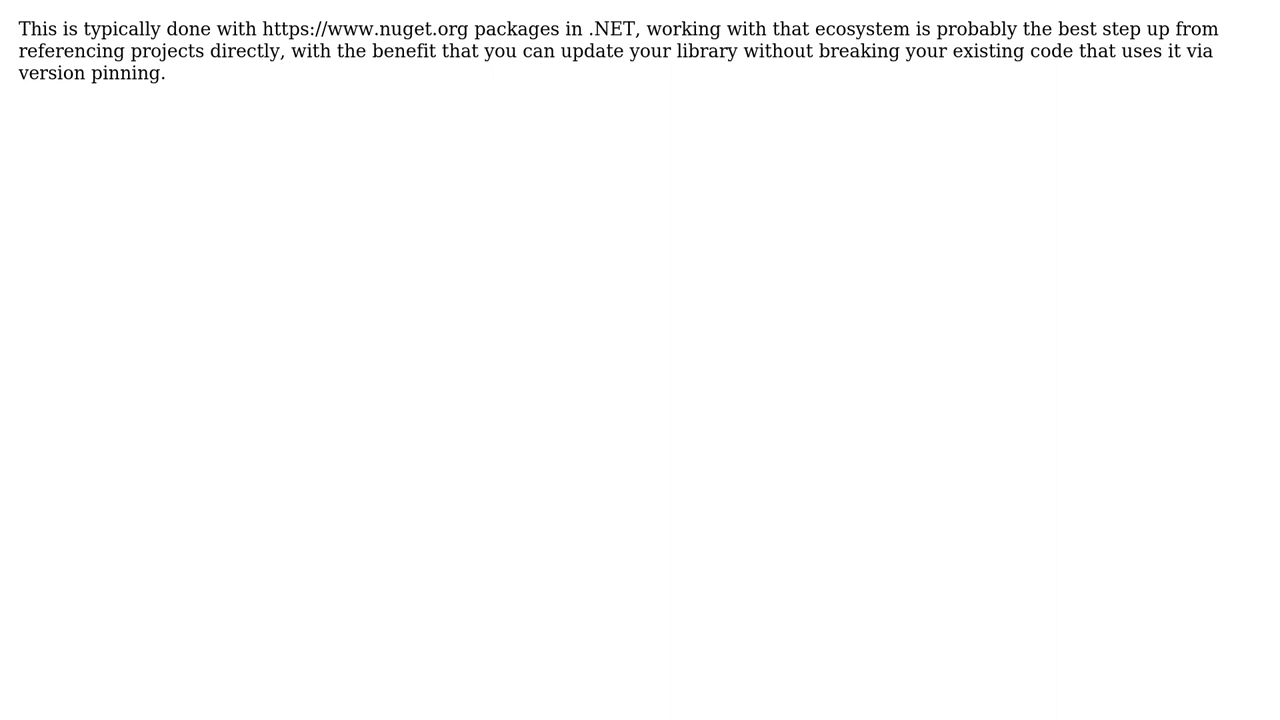 This is typically done with https://www.nuget.org packages in .NET, working with that ecosystem is probably the best step up from
referencing projects directly, with the benefit that you can update your library without breaking your existing code that uses it via
version pinning.